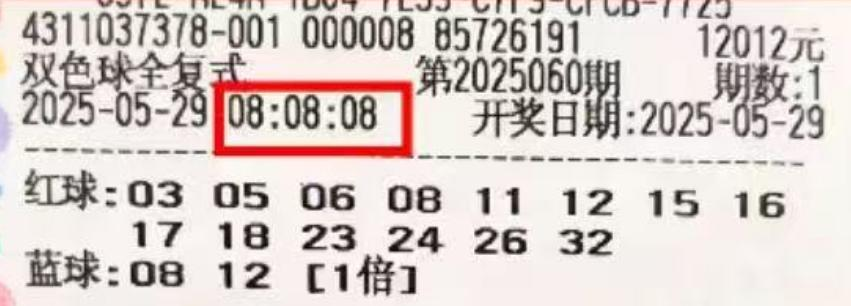 4311037378-001 000008 85726191 12012元
双色球全复式 第2025060期 期数:1
2025-05-29 08:08:08 开奖日期:2025-05-29
红球:03 05 06 08 11 12 15 16
17 18 23 24 26 32
蓝球:08 12 [1倍]